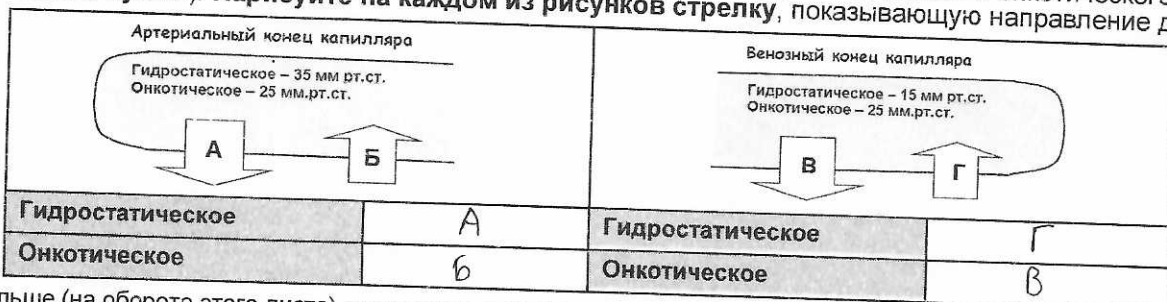 Нарисуйте на каждом из рисунков стрелку, показывающую направление
Артериальный конец капилляра
Гидростатическое – 35 мм рт.ст.
Онкотическое – 25 мм.рт.ст.
А
Б
Венозный конец капилляра
Гидростатическое – 15 мм рт.ст.
Онкотическое – 25 мм.рт.ст.
В
Г
Гидростатическое А Гидростатическое Г
Онкотическое Б Онкотическое В
(на обороте этого листа)